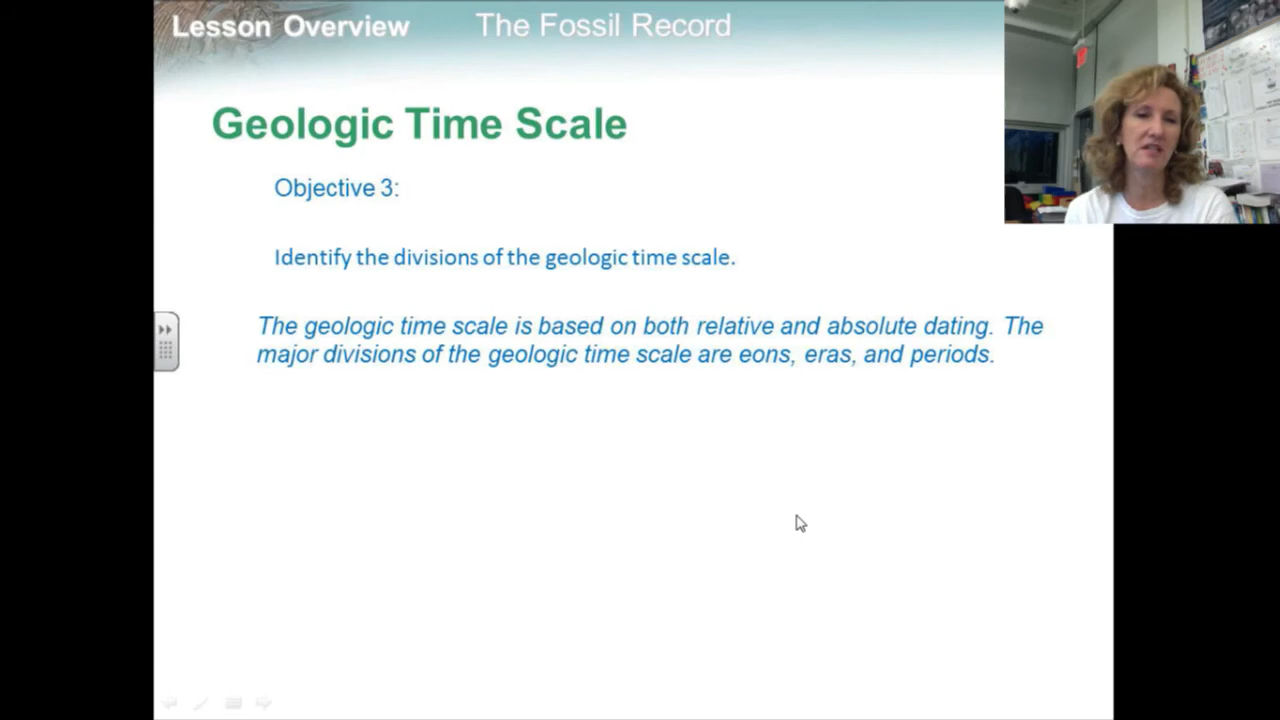 Lesson Overview The Fossil Record
Geologic Time Scale
Objective 3:
Identify the divisions of the geologic time scale.
The geologic time scale is based on both relative and absolute dating. The
major divisions of the geologic time scale are eons, eras, and periods.